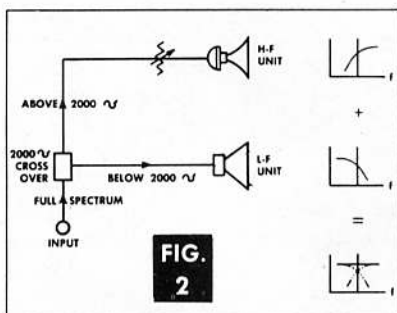 H-F
UNIT
ABOVE 2000 ∿
2000 ∿
CROSS
OVER
L-F
UNIT
BELOW 2000 ∿
FULL SPECTRUM
INPUT
FIG.
2
f
+
f
=
f